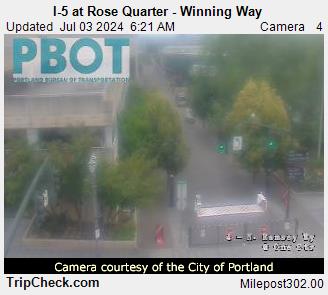 I-5 at Rose Quarter - Winning Way
Updated Jul 03 2024 6:21 AM Camera 4
PBOT
PORTLAND BUREAU OF TRANSPORTATION
Camera courtesy of the City of Portland
TripCheck.com Milepost302.00